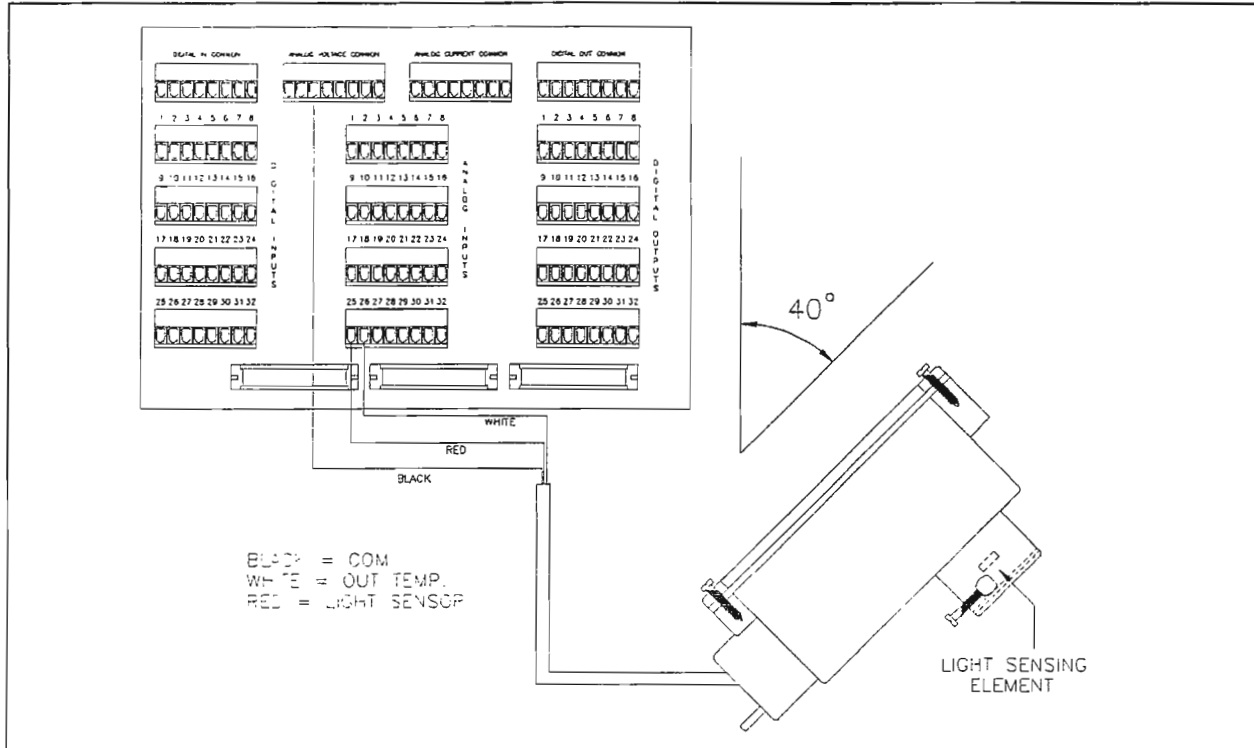 DIGITAL IN COMMON ANALOG VOLTAGE COMMON ANALOG CURRENT COMMON DIGITAL OUT COMMON
1 2 3 4 5 6 7 8 1 2 3 4 5 6 7 8 1 2 3 4 5 6 7 8
9 10 11 12 13 14 15 16 9 10 11 12 13 14 15 16 9 10 11 12 13 14 15 16
17 18 19 20 21 22 23 24 17 18 19 20 21 22 23 24 17 18 19 20 21 22 23 24
25 26 27 28 29 30 31 32 25 26 27 28 29 30 31 32 25 26 27 28 29 30 31 32
DIGITAL INPUTS
ANALOG INPUTS
DIGITAL OUTPUTS
40°
WHITE
RED
BLACK
BLACK = COM
WHITE = OUT TEMP.
RED = LIGHT SENSOR
LIGHT SENSING
ELEMENT